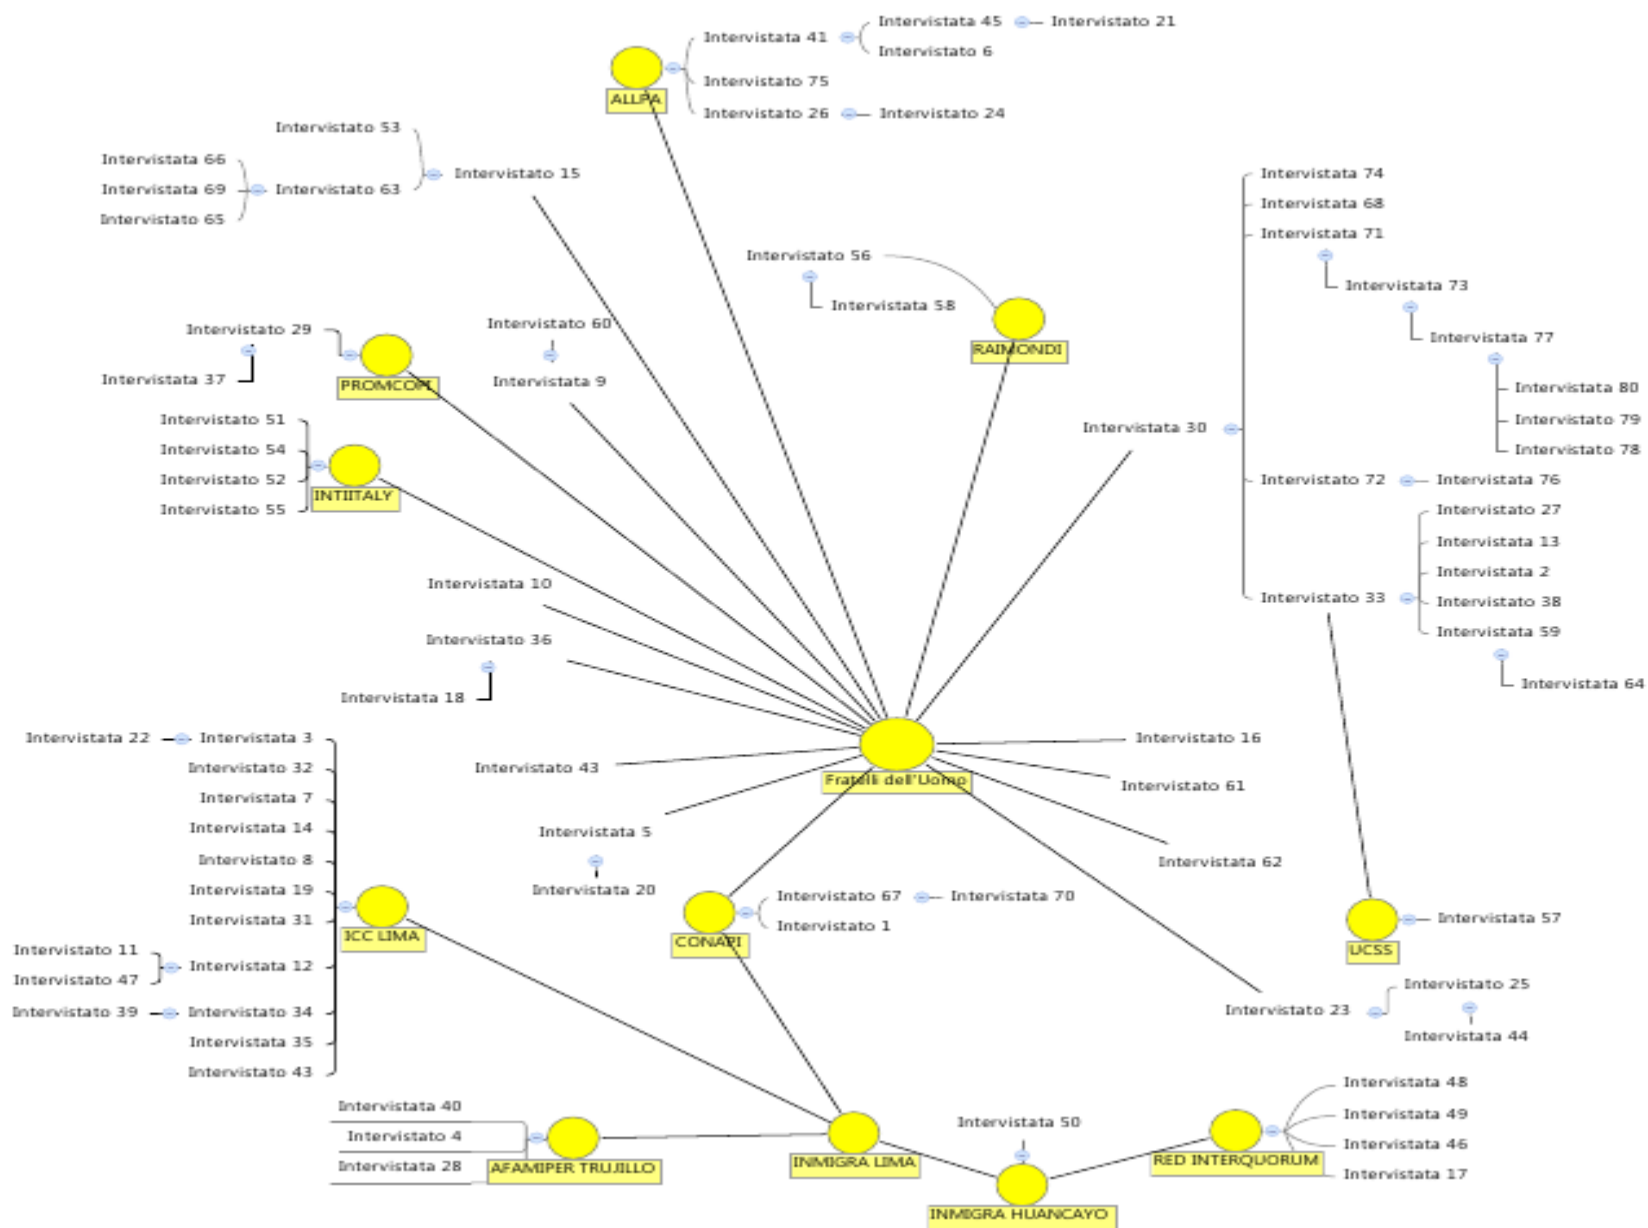 Intervistata 45
Intervistato 21
Intervistata 41
Intervistato 6
ALLPA
Intervistato 75
Intervistato 26
Intervistato 24
Intervistato 53
Intervistata 66
Intervistato 15
Intervistata 69
Intervistato 63
Intervistato 65
Intervistata 74
Intervistata 68
Intervistata 71
Intervistato 56
Intervistata 58
Intervistata 73
RAIMONDI
Intervistato 60
Intervistata 9
Intervistato 29
Intervistata 37
PROMCOPI
Intervistata 77
Intervistata 80
Intervistato 79
Intervistata 78
Intervistata 30
Intervistato 51
Intervistato 54
Intervistato 52
Intervistato 55
INTIITALY
Intervistato 72
Intervistata 76
Intervistato 27
Intervistata 13
Intervistata 2
Intervistato 38
Intervistata 59
Intervistato 33
Intervistata 64
Intervistata 10
Intervistato 36
Intervistata 18
Fratelli dell'Uomo
Intervistato 16
Intervistato 61
Intervistata 62
Intervistato 43
Intervistata 5
Intervistata 20
Intervistata 22
Intervistata 3
Intervistato 32
Intervistata 7
Intervistata 14
Intervistato 8
Intervistata 19
Intervistata 31
ICC LIMA
Intervistato 11
Intervistata 12
Intervistata 47
Intervistato 39
Intervistato 34
Intervistata 35
Intervistato 43
Intervistato 67
Intervistata 70
Intervistato 1
CONAPI
Intervistata 57
UCSS
Intervistato 23
Intervistato 25
Intervistata 44
Intervistata 40
Intervistato 4
Intervistata 28
AFAMIPER TRUJILLO
INMIGRA LIMA
Intervistata 50
INMIGRA HUANCAYO
RED INTERQUORUM
Intervistata 48
Intervistata 49
Intervistata 46
Intervistata 17